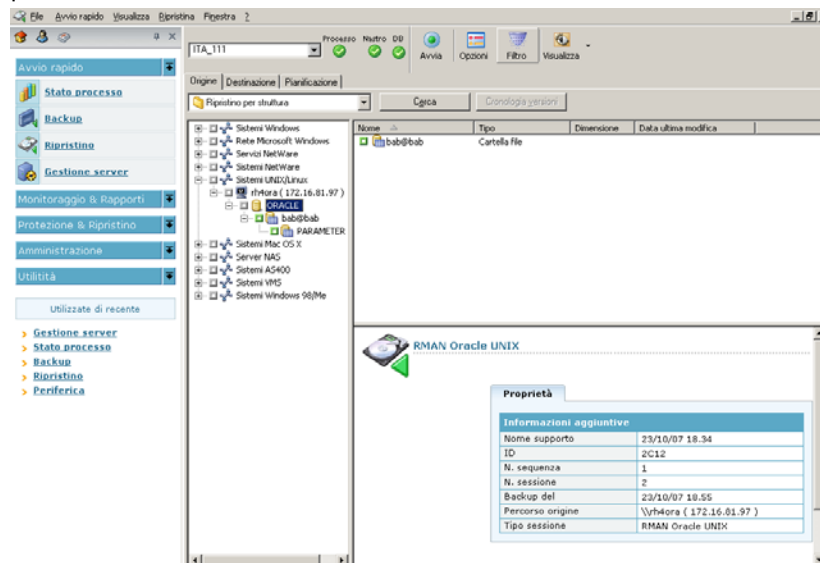 File Avvio rapido Visualizza Ripristina Finestra ?
ITA_111
Processo Nastro DB
Avvia Opzioni Filtro Visualizza
Avvio rapido
Stato processo
Backup
Ripristino
Gestione server
Monitoraggio & Rapporti
Protezione & Ripristino
Amministrazione
Utilitità
Utilizzate di recente
Gestione server
Stato processo
Backup
Ripristino
Periferica
Origine Destinazione Pianificazione
Ripristino per struttura
Cerca
Cronologia versioni
Sistemi Windows
Rete Microsoft Windows
Servizi NetWare
Sistemi NetWare
Sistemi UNIX/Linux
rh4ora ( 172.16.81.97 )
ORACLE
bab@bab
PARAMETER
Sistemi Mac OS X
Server NAS
Sistemi AS400
Sistemi VMS
Sistemi Windows 98/Me
Nome Tipo Dimensione Data ultima modifica
bab@bab Cartella file
RMAN Oracle UNIX
Proprietà
Informazioni aggiuntive
Nome supporto 23/10/07 18.34
ID 2C12
N. sequenza 1
N. sessione 2
Backup del 23/10/07 18.55
Percorso origine \\rh4ora ( 172.16.81.97 )
Tipo sessione RMAN Oracle UNIX